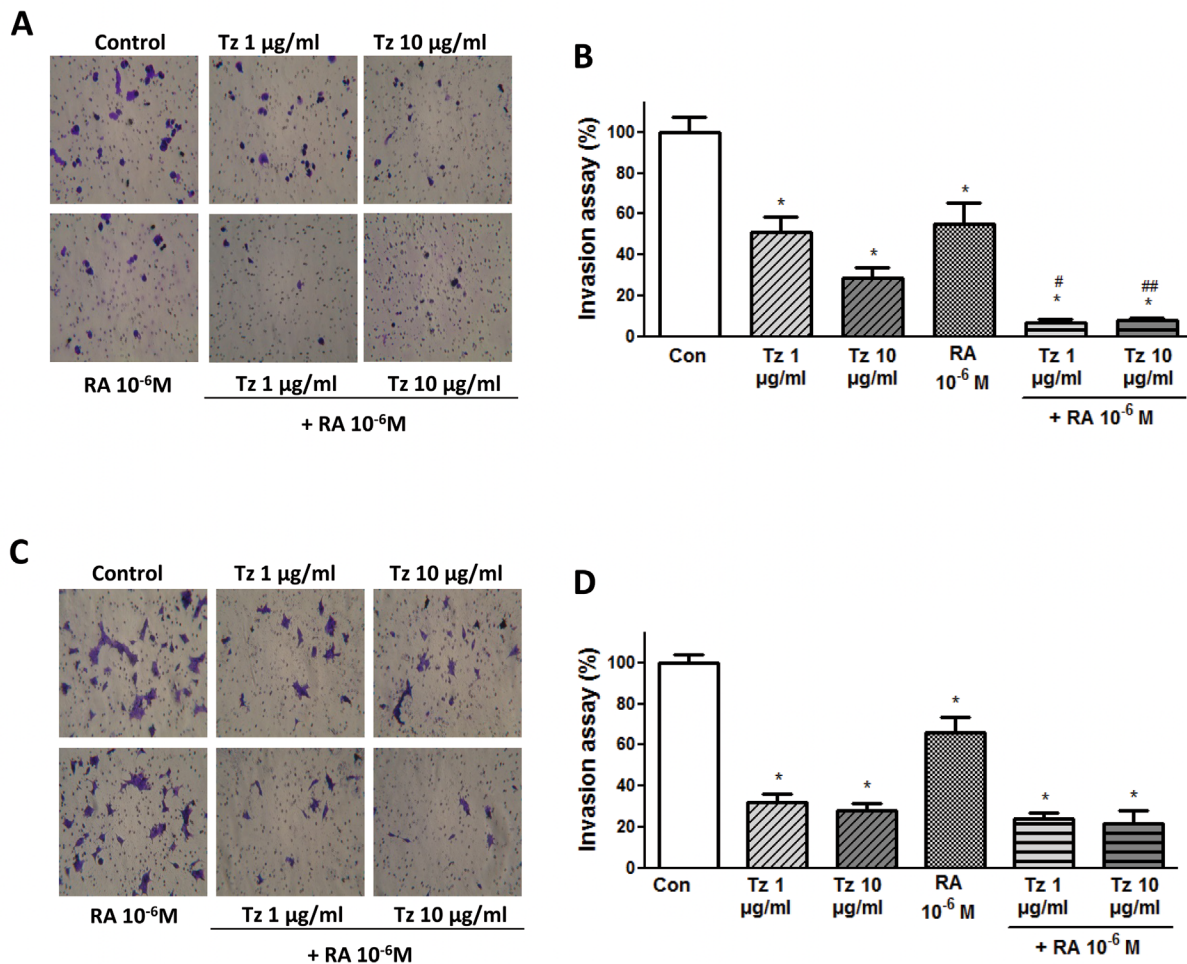 A
Control Tz 1 µg/ml Tz 10 µg/ml
RA 10-6M Tz 1 µg/ml Tz 10 µg/ml
+ RA 10-6M
B
Invasion assay (%)
100
80
60
40
20
0
* * * # * ## *
Con Tz 1 µg/ml Tz 10 µg/ml RA 10-6 M Tz 1 µg/ml Tz 10 µg/ml
+ RA 10-6 M
C
Control Tz 1 µg/ml Tz 10 µg/ml
RA 10-6M Tz 1 µg/ml Tz 10 µg/ml
+ RA 10-6M
D
Invasion assay (%)
100
80
60
40
20
0
* * * * *
Con Tz 1 µg/ml Tz 10 µg/ml RA 10-6 M Tz 1 µg/ml Tz 10 µg/ml
+ RA 10-6 M